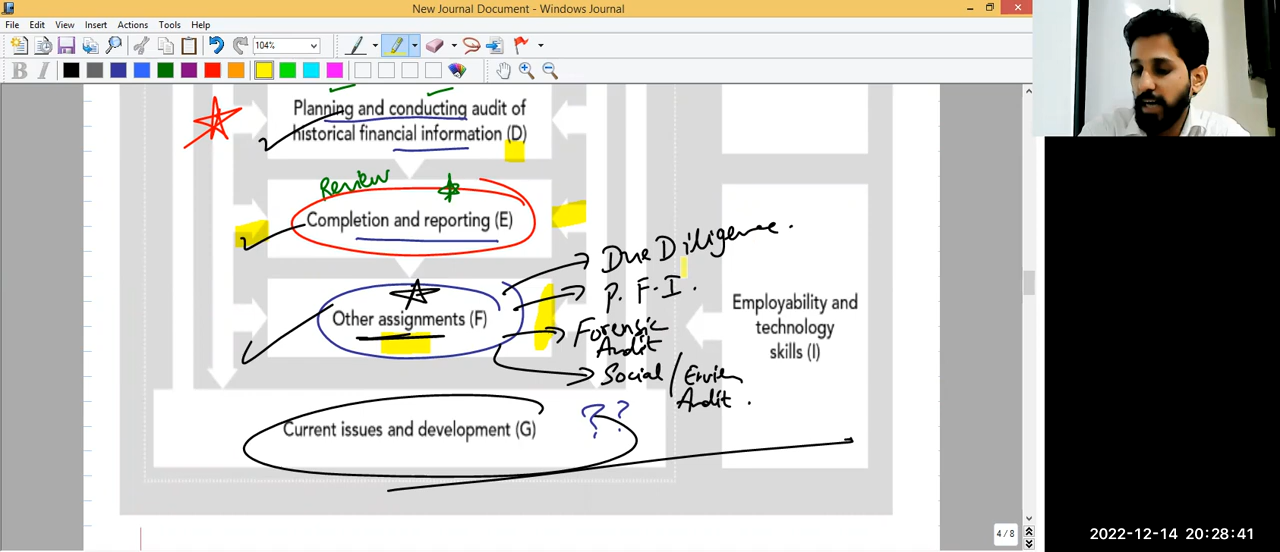 New Journal Document - Windows Journal
File Edit View Insert Actions Tools Help
104%
B I
Planning and conducting audit of
historical financial information (D)
Review
Completion and reporting (E)
Due Diligence.
P. F. I.
Other assignments (F)
Forensic
Audit
Social /
Audit.
Employability and
technology
skills (I)
Current issues and development (G)
??
4 / 8
2022-12-14 20:28:41